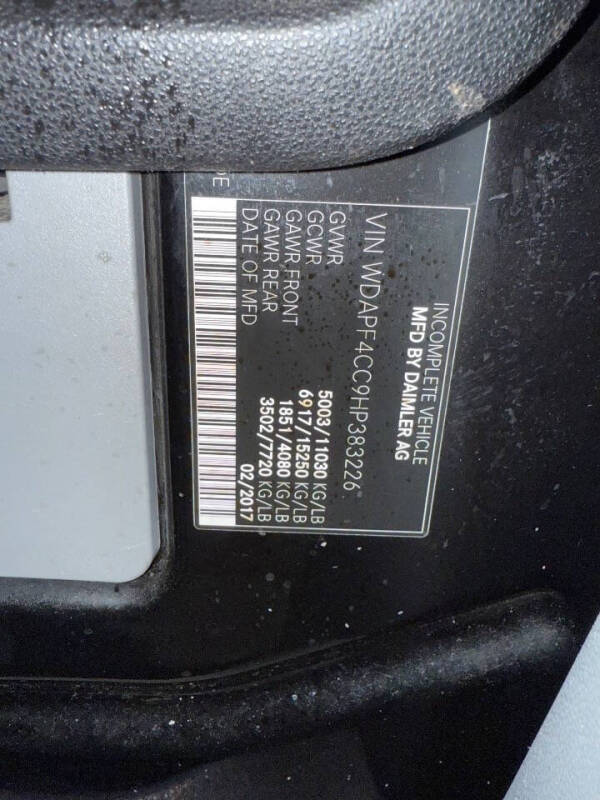 INCOMPLETE VEHICLE
MFD BY DAIMLER AG
VIN WDAPF4CC9HP383226
GVWR 5003/11030 KG/LB
GCWR 6917/15250 KG/LB
GAWR FRONT 1851/4080 KG/LB
GAWR REAR 3502/7720 KG/LB
DATE OF MFD 02/2017